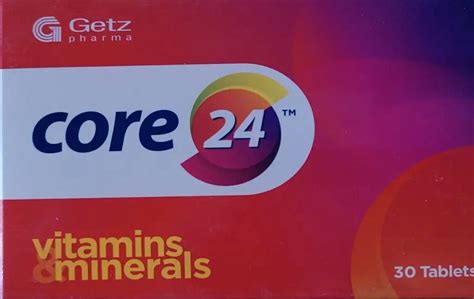 Getz
pharma
core 24™
vitamins
&minerals
30 Tablets